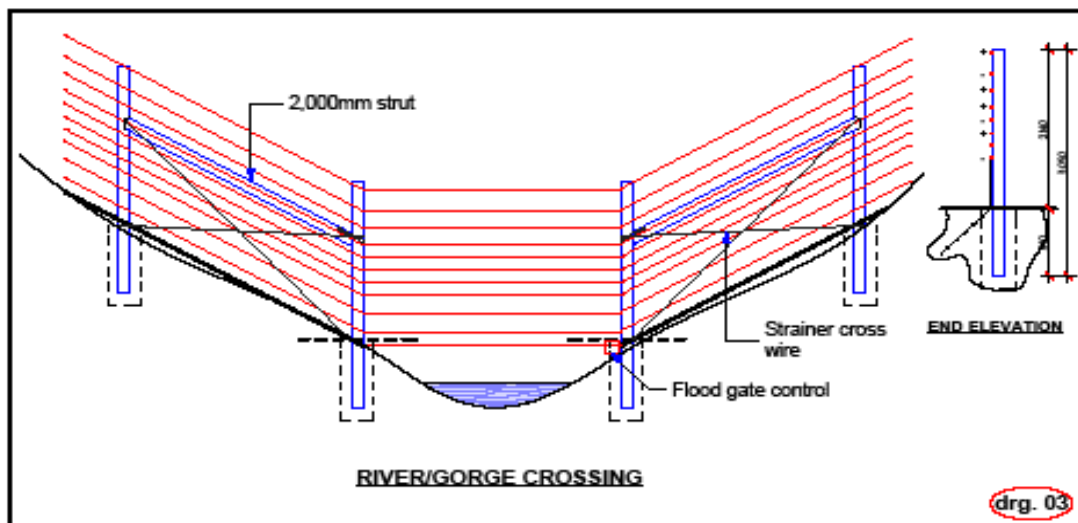 2,000mm strut
Strainer cross
wire
Flood gate control
END ELEVATION
RIVER/GORGE CROSSING
drg. 03